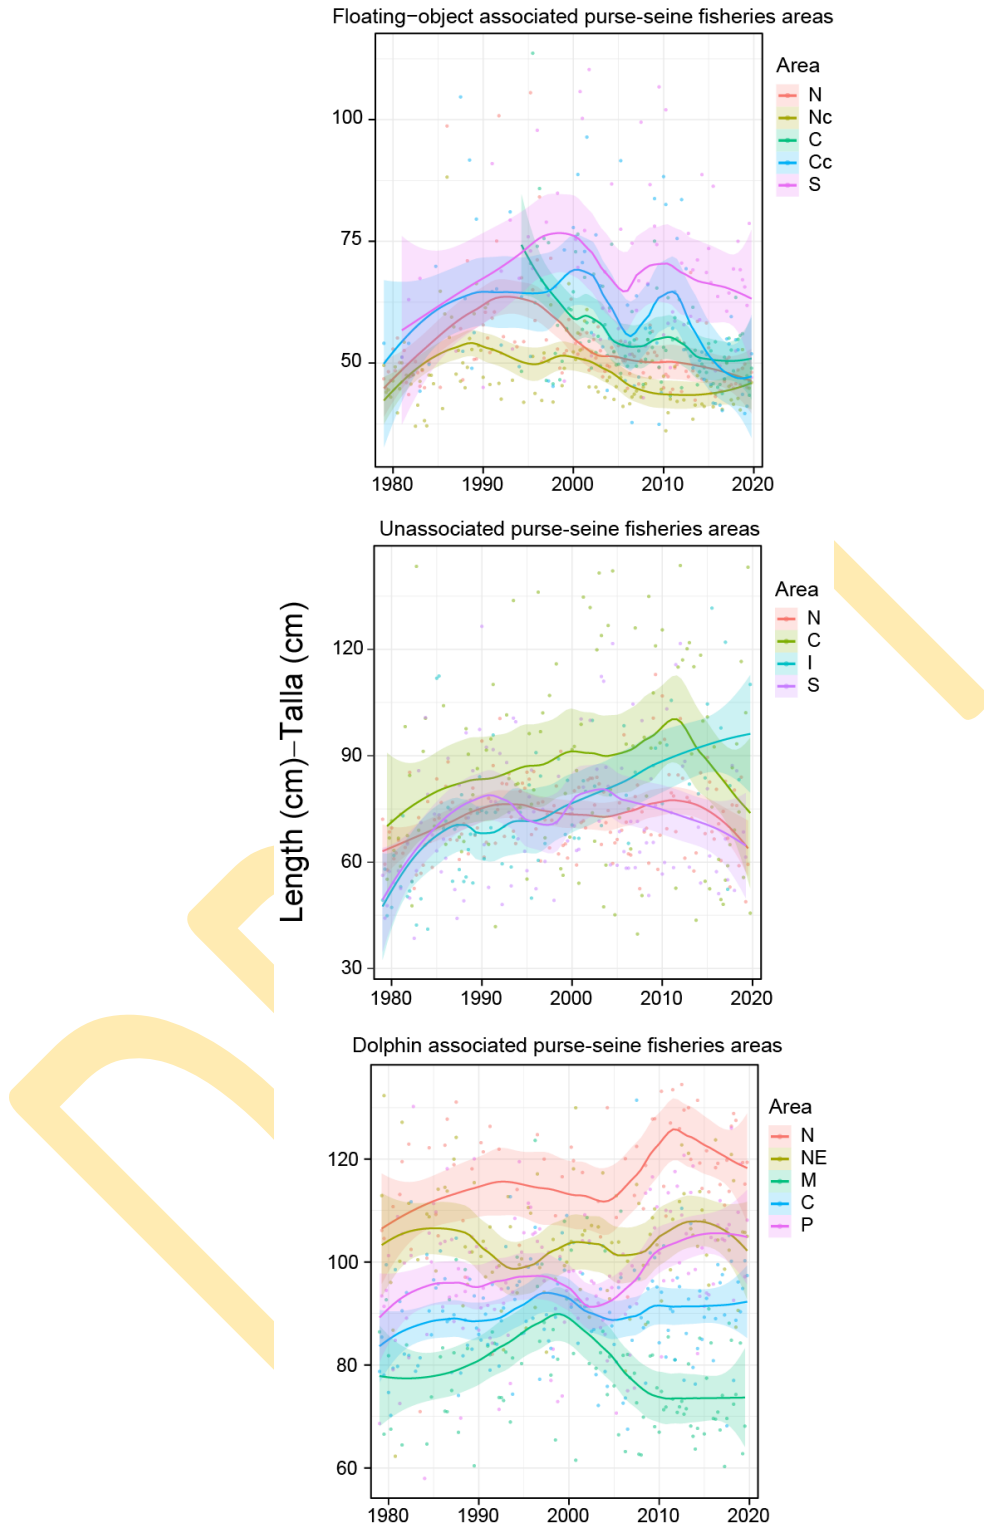 Floating−object associated purse-seine fisheries areas
100
75
50
1980 1990 2000 2010 2020
Area
N
Nc
C
Cc
S
Unassociated purse-seine fisheries areas
Length (cm)−Talla (cm)
120
90
60
30
1980 1990 2000 2010 2020
Area
N
C
I
S
Dolphin associated purse-seine fisheries areas
120
100
80
60
1980 1990 2000 2010 2020
Area
N
NE
M
C
P